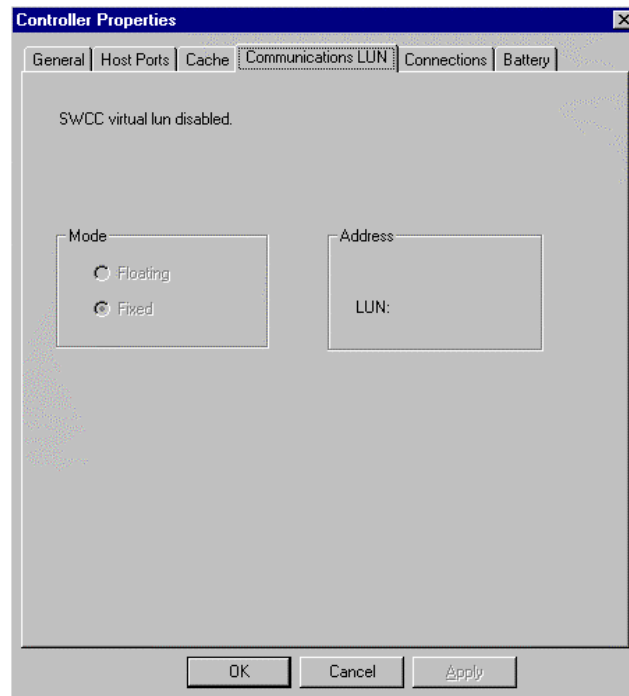 Controller Properties
General Host Ports Cache Communications LUN Connections Battery
SWCC virtual lun disabled.
Mode
Floating
Fixed
Address
LUN:
OK Cancel Apply